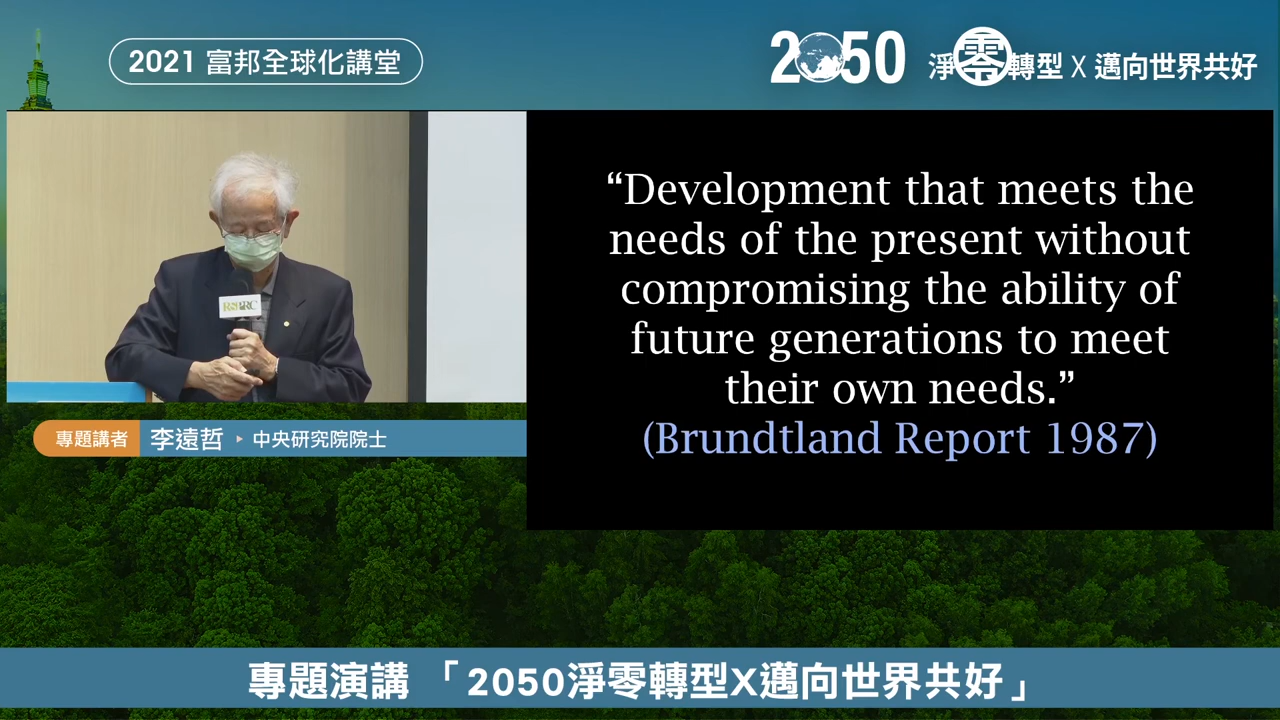 2021 富邦全球化講堂
2050 淨零轉型 X 邁向世界共好
“Development that meets the
needs of the present without
compromising the ability of
future generations to meet
their own needs.”
(Brundtland Report 1987)
專題講者 李遠哲 ▸ 中央研究院院士
專題演講 「2050淨零轉型X邁向世界共好」